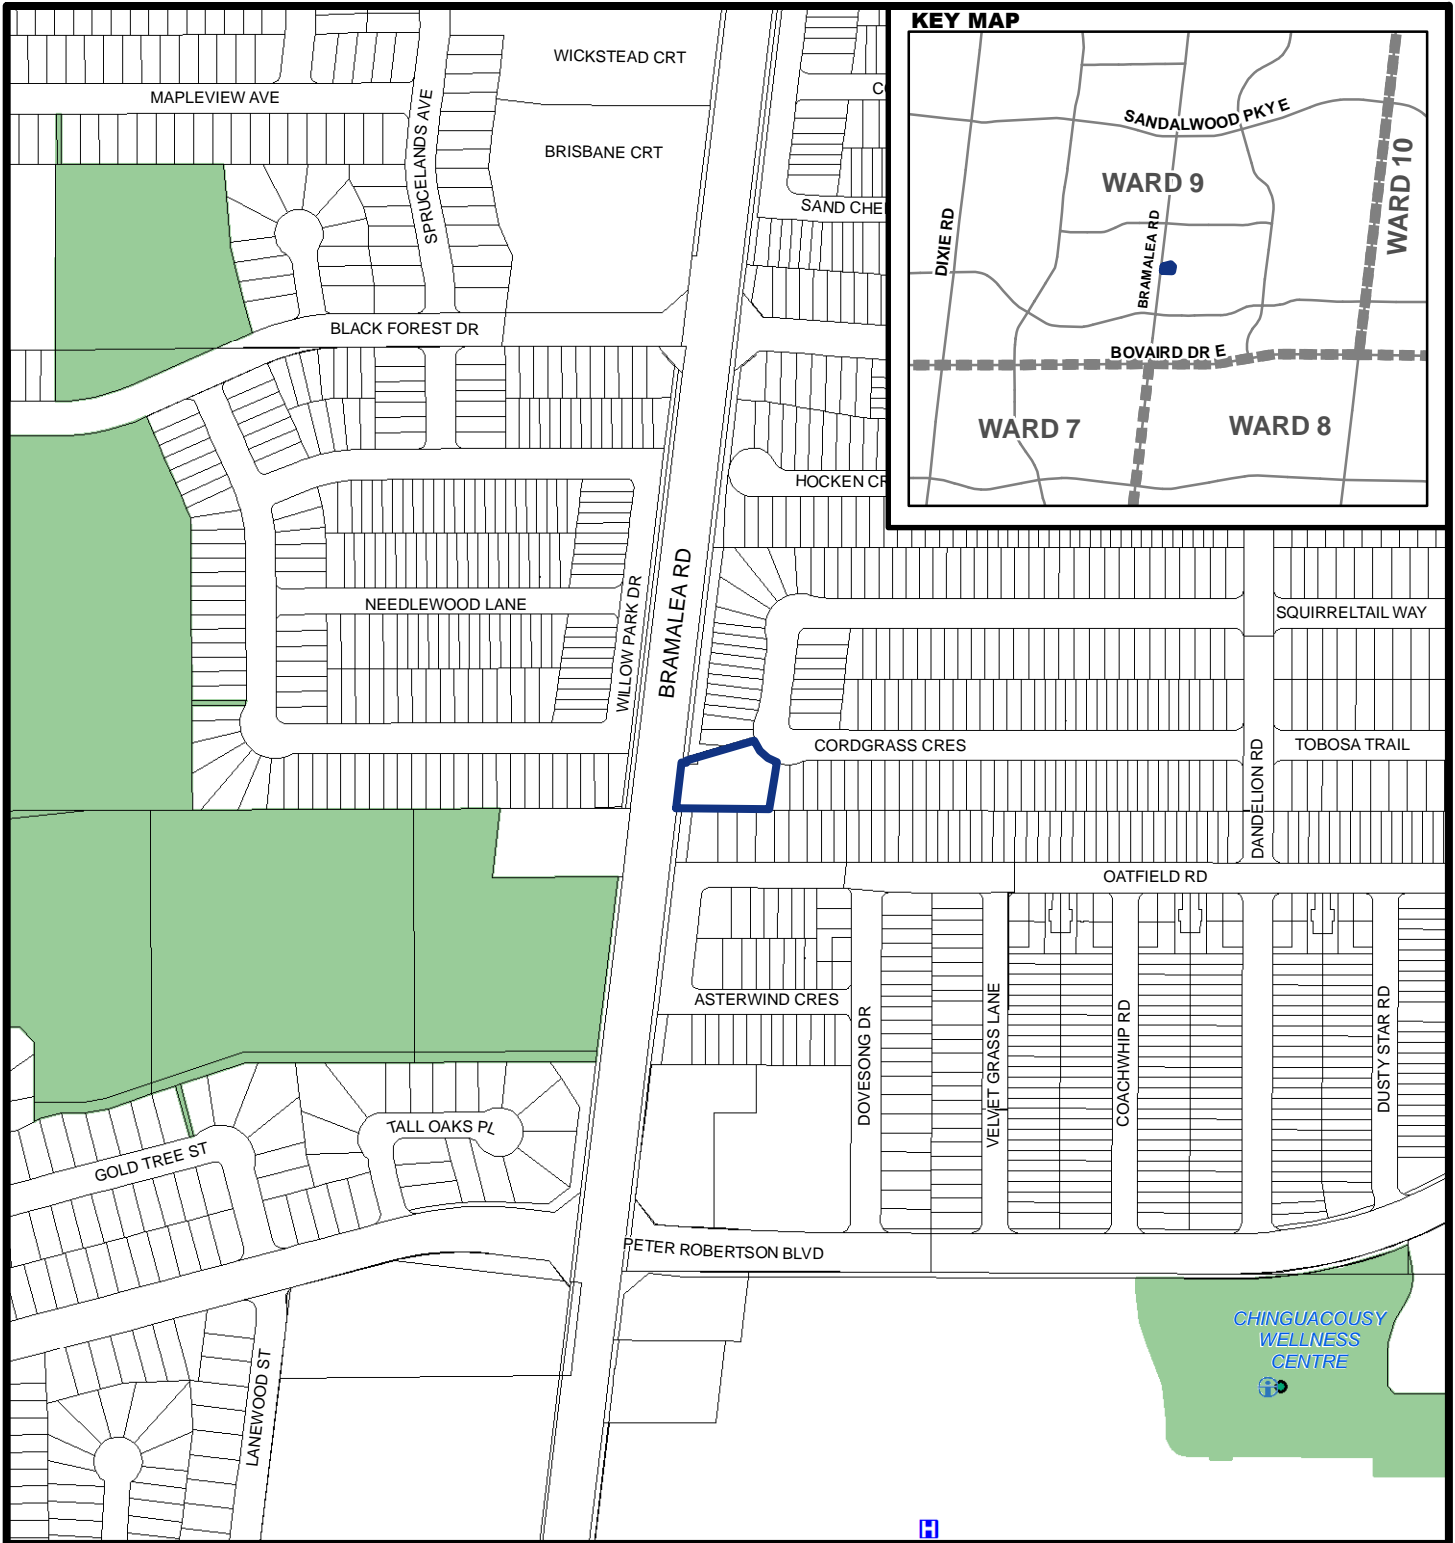 KEY MAP
WICKSTEAD CRT
MAPLEVIEW AVE
SPRUCELANDS AVE
BRISBANE CRT
SAND CHE
SANDALWOOD PKY E
WARD 9
WARD 10
DIXIE RD
BRAMALEA RD
BOVAIRD DR E
WARD 7
WARD 8
BLACK FOREST DR
HOCKEN CR
NEEDLEWOOD LANE
WILLOW PARK DR
BRAMALEA RD
SQUIRRELTAIL WAY
CORDGRASS CRES
DANDELION RD
TOBOSA TRAIL
OATFIELD RD
ASTERWIND CRES
DOVESONG DR
VELVET GRASS LANE
COACHWHIP RD
DUSTY STAR RD
TALL OAKS PL
GOLD TREE ST
PETER ROBERTSON BLVD
LANEWOOD ST
CHINGUACOUSY
WELLNESS
CENTRE
H